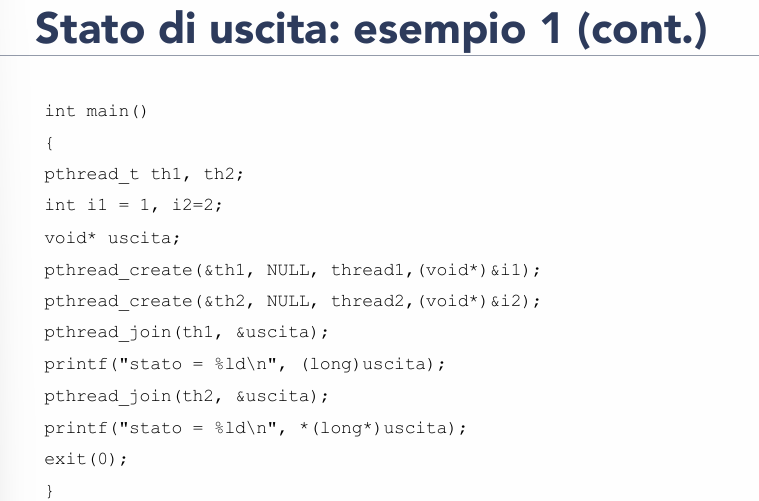 Stato di uscita: esempio 1 (cont.)
int main()
{
pthread_t th1, th2;
int i1 = 1, i2=2;
void* uscita;
pthread_create(&th1, NULL, thread1,(void*)&i1);
pthread_create(&th2, NULL, thread2,(void*)&i2);
pthread_join(th1, &uscita);
printf("stato = %ld\n", (long)uscita);
pthread_join(th2, &uscita);
printf("stato = %ld\n", *(long*)uscita);
exit(0);
}